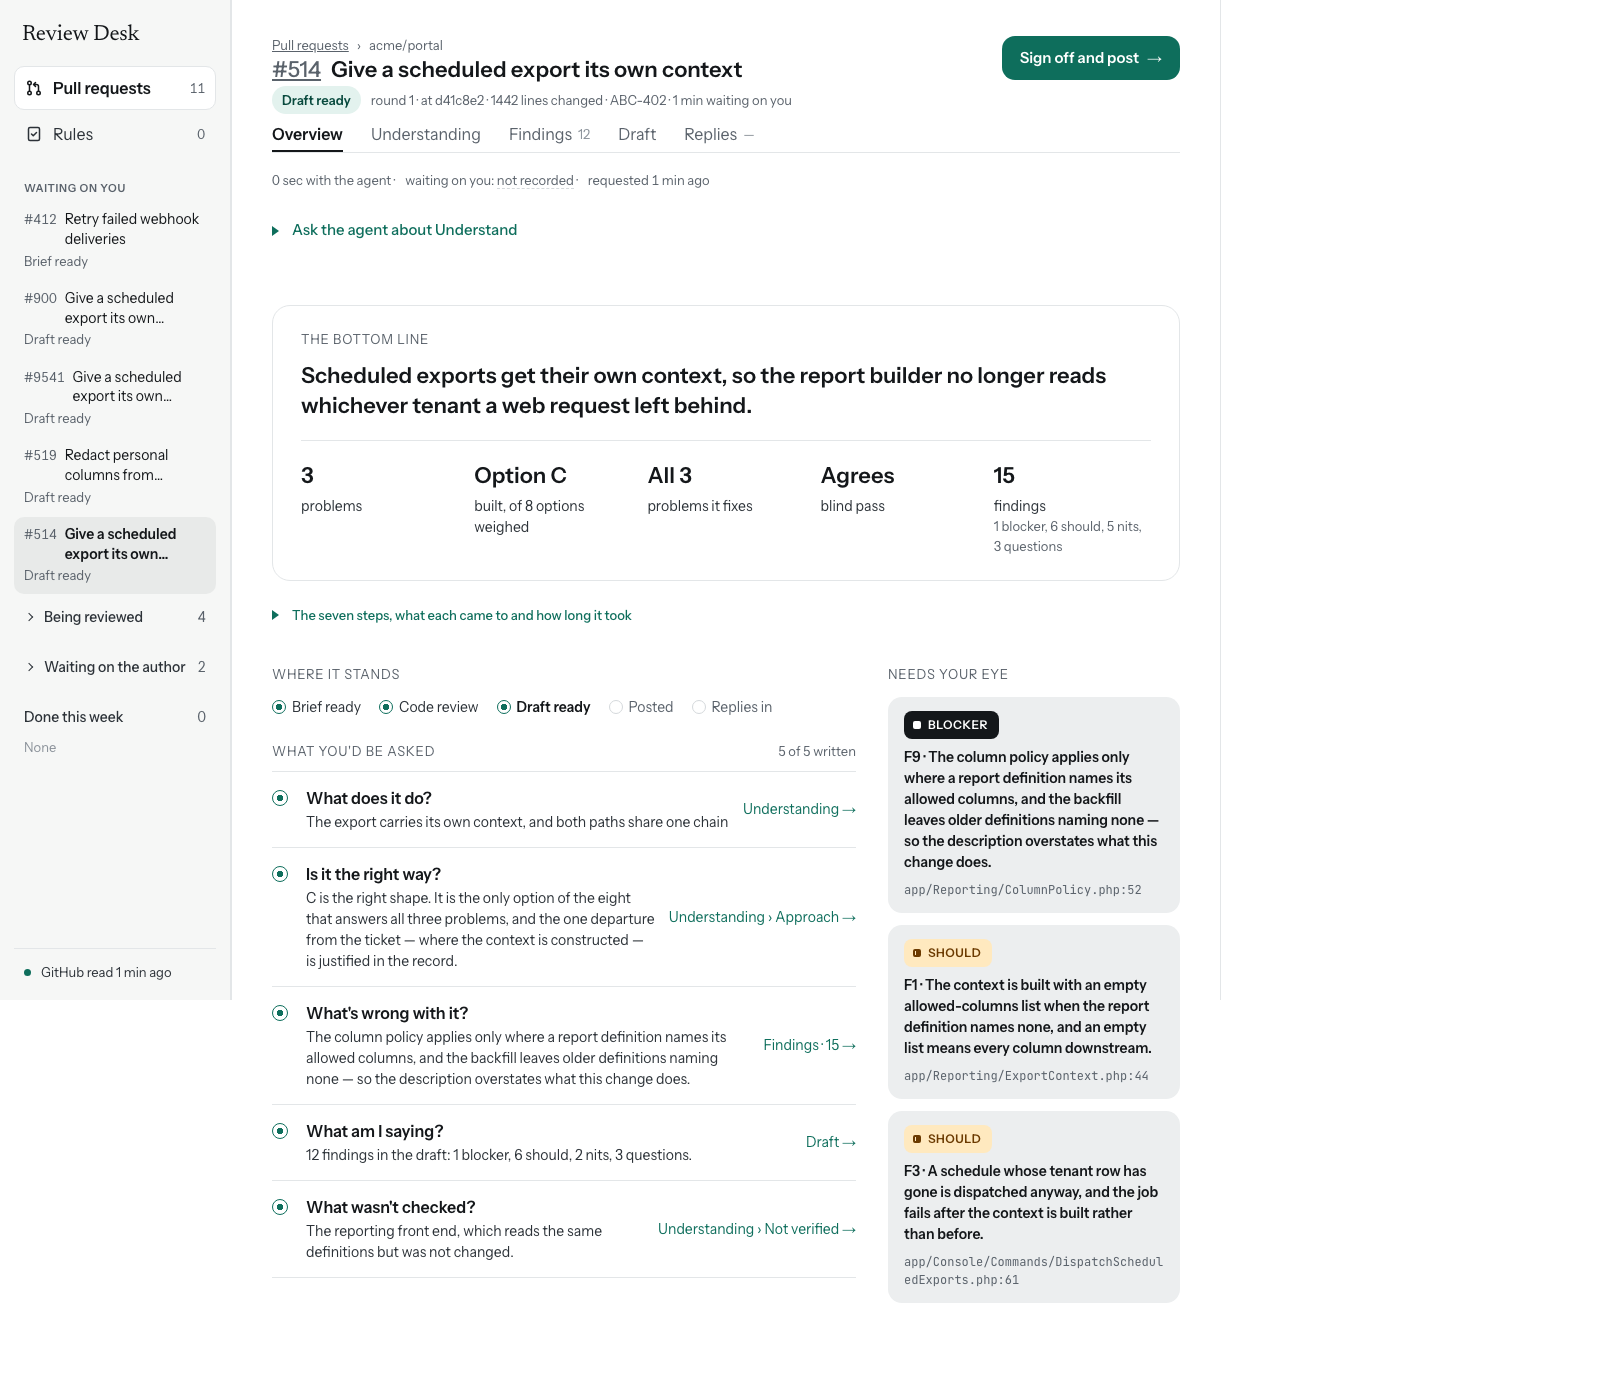 Review Desk
Pull requests 11
Rules 0
WAITING ON YOU
#412 Retry failed webhook
deliveries
Brief ready
#900 Give a scheduled
export its own...
Draft ready
#9541 Give a scheduled
export its own...
Draft ready
#519 Redact personal
columns from...
Draft ready
#514 Give a scheduled
export its own...
Draft ready
Being reviewed 4
Waiting on the author 2
Done this week 0
None
GitHub read 1 min ago
Pull requests › acme/portal
#514 Give a scheduled export its own context
Sign off and post →
Draft ready round 1 · at d41c8e2 · 1442 lines changed · ABC-402 · 1 min waiting on you
Overview Understanding Findings 12 Draft Replies —
0 sec with the agent · waiting on you: not recorded · requested 1 min ago
Ask the agent about Understand
THE BOTTOM LINE
Scheduled exports get their own context, so the report builder no longer reads
whichever tenant a web request left behind.
3
problems
Option C
built, of 8 options
weighed
All 3
problems it fixes
Agrees
blind pass
15
findings
1 blocker, 6 should, 5 nits,
3 questions
The seven steps, what each came to and how long it took
WHERE IT STANDS
Brief ready Code review Draft ready Posted Replies in
WHAT YOU'D BE ASKED 5 of 5 written
What does it do?
The export carries its own context, and both paths share one chain
Understanding →
Is it the right way?
C is the right shape. It is the only option of the eight
that answers all three problems, and the one departure
from the ticket — where the context is constructed —
is justified in the record.
Understanding › Approach →
What's wrong with it?
The column policy applies only where a report definition names its
allowed columns, and the backfill leaves older definitions naming
none — so the description overstates what this change does.
Findings · 15 →
What am I saying?
12 findings in the draft: 1 blocker, 6 should, 2 nits, 3 questions.
Draft →
What wasn't checked?
The reporting front end, which reads the same
definitions but was not changed.
Understanding › Not verified →
NEEDS YOUR EYE
BLOCKER
F9 · The column policy applies only
where a report definition names its
allowed columns, and the backfill
leaves older definitions naming none —
so the description overstates what this
change does.
app/Reporting/ColumnPolicy.php:52
SHOULD
F1 · The context is built with an empty
allowed-columns list when the report
definition names none, and an empty
list means every column downstream.
app/Reporting/ExportContext.php:44
SHOULD
F3 · A schedule whose tenant row has
gone is dispatched anyway, and the job
fails after the context is built rather
than before.
app/Console/Commands/DispatchSchedul
edExports.php:61